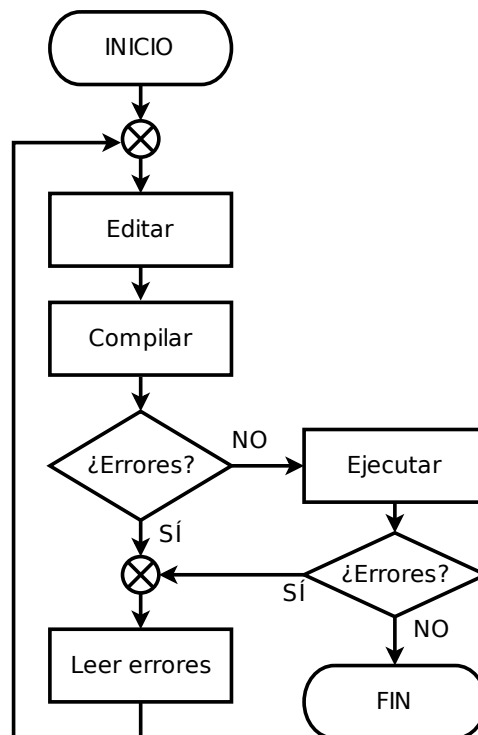 INICIO
Editar
Compilar
¿Errores?
NO
Ejecutar
SÍ
¿Errores?
SÍ
NO
Leer errores
FIN